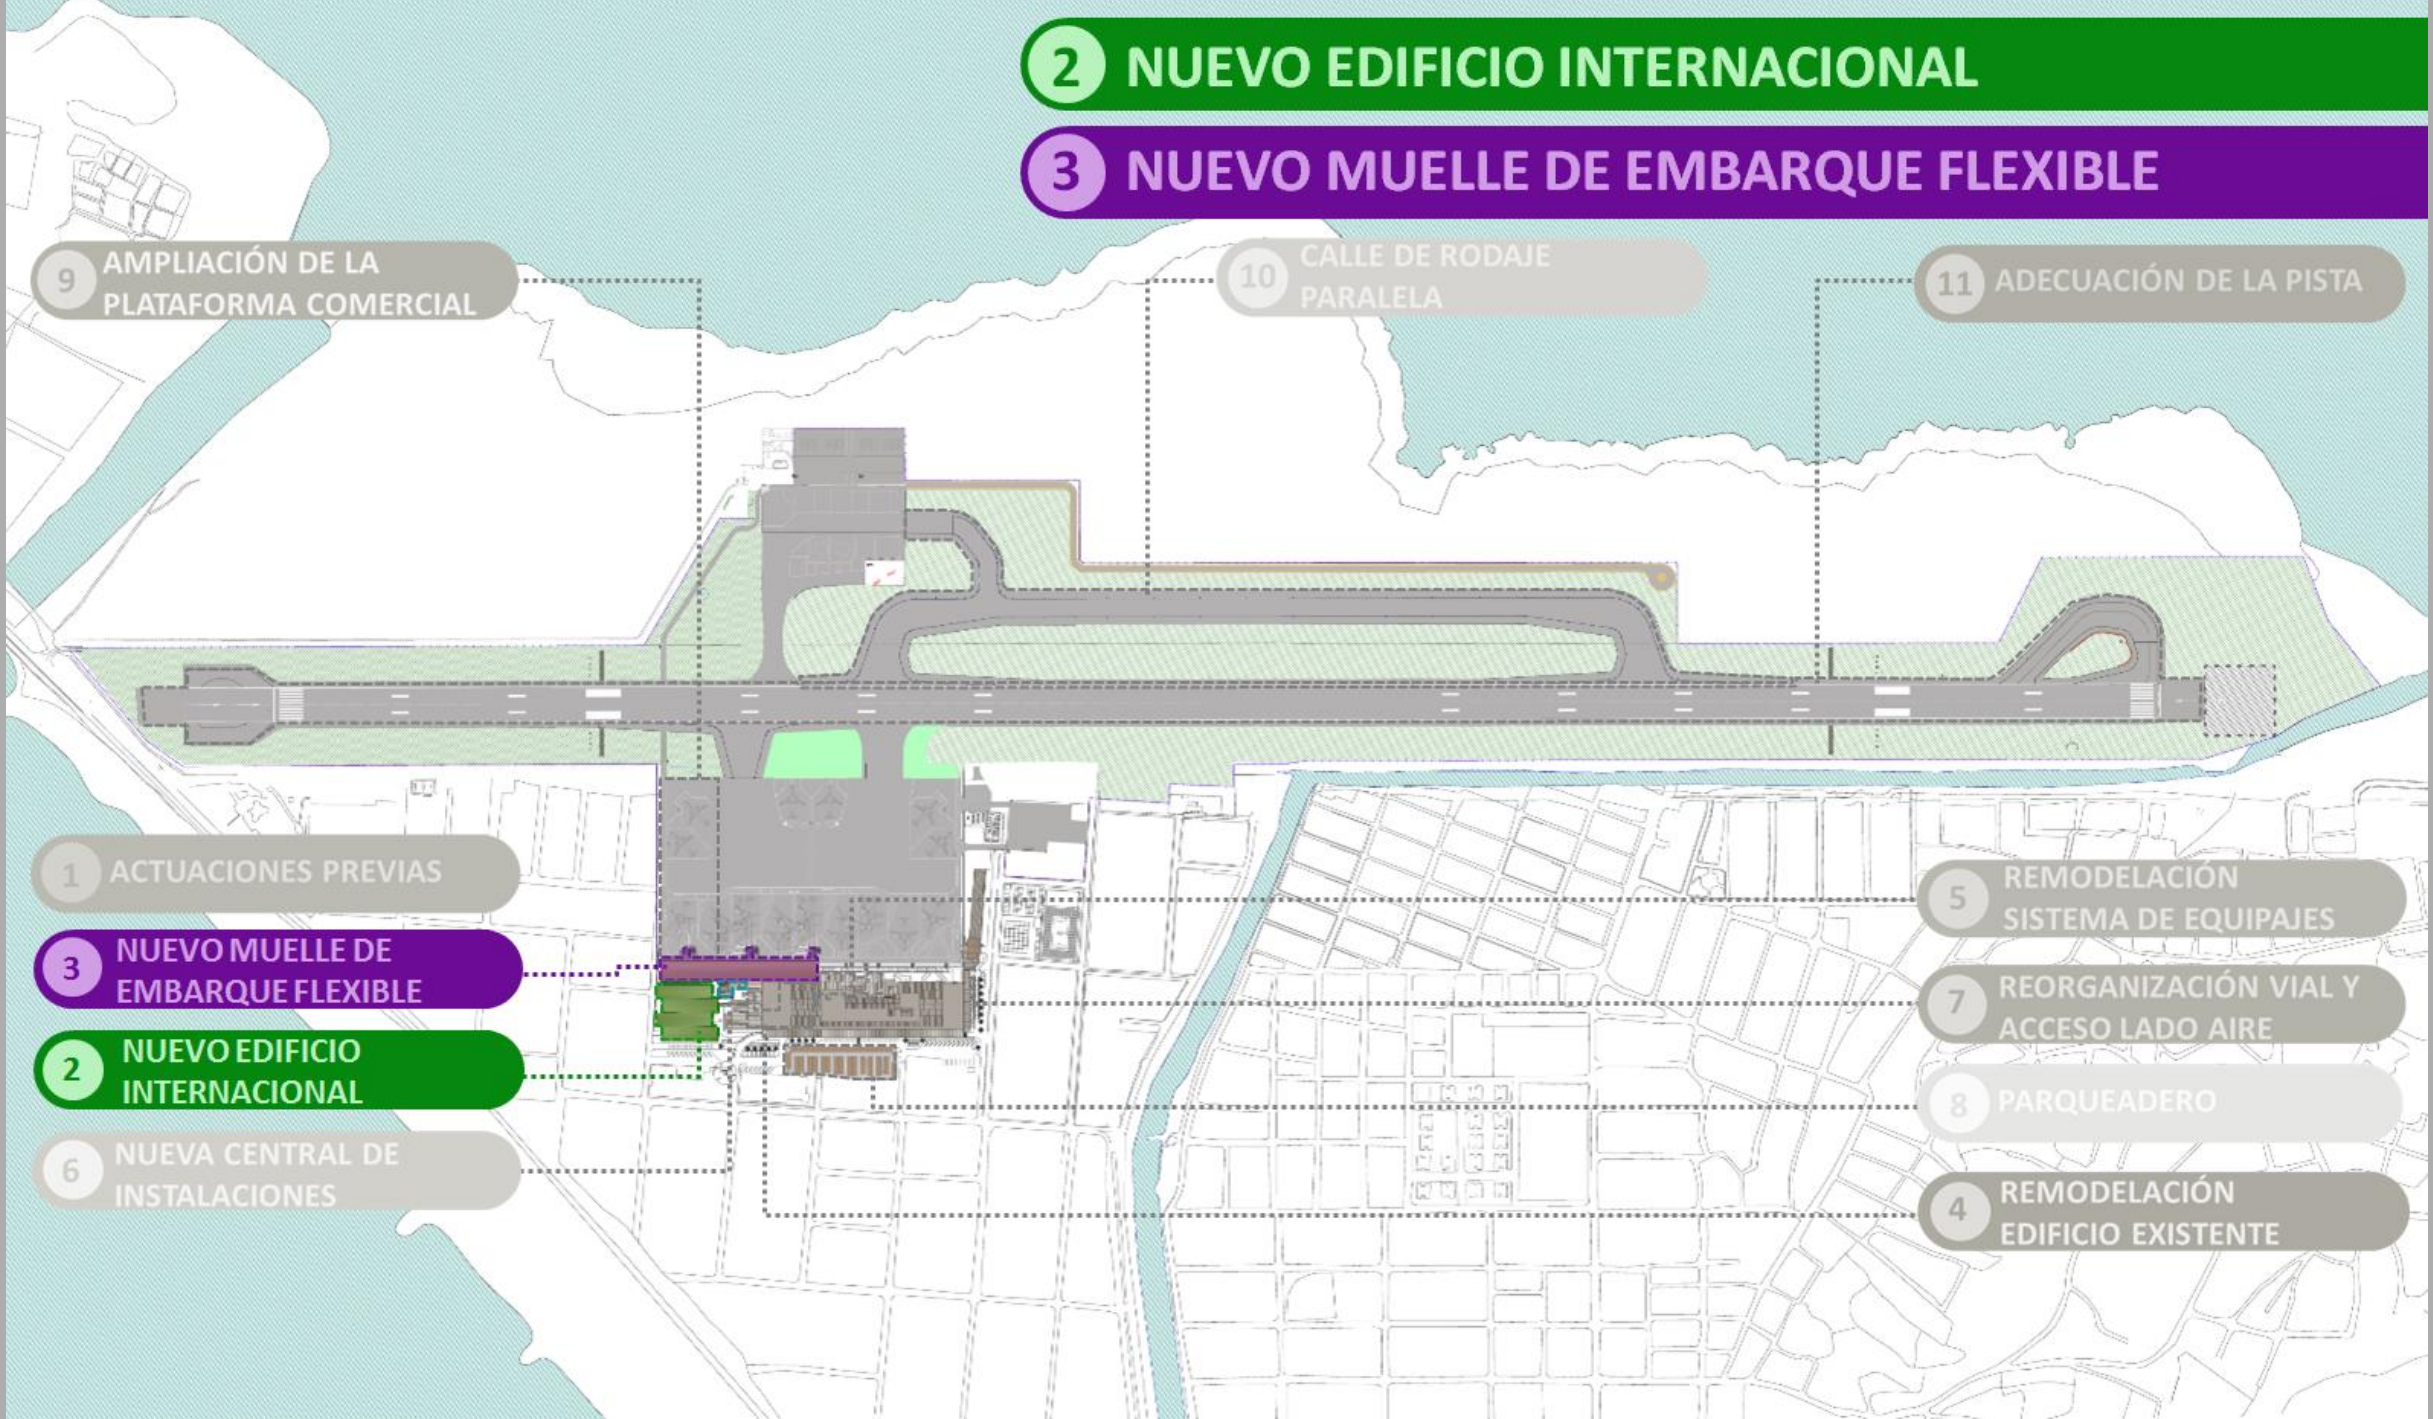 2 NUEVO EDIFICIO INTERNACIONAL
3 NUEVO MUELLE DE EMBARQUE FLEXIBLE
9 AMPLIACIÓN DE LA
PLATAFORMA COMERCIAL
10 CALLE DE RODAJE
PARALELA
11 ADECUACIÓN DE LA PISTA
1 ACTUACIONES PREVIAS
3 NUEVO MUELLE DE
EMBARQUE FLEXIBLE
2 NUEVO EDIFICIO
INTERNACIONAL
6 NUEVA CENTRAL DE
INSTALACIONES
5 REMODELACIÓN
SISTEMA DE EQUIPAJES
7 REORGANIZACIÓN VIAL Y
ACCESO LADO AIRE
8 PARQUEADERO
4 REMODELACIÓN
EDIFICIO EXISTENTE